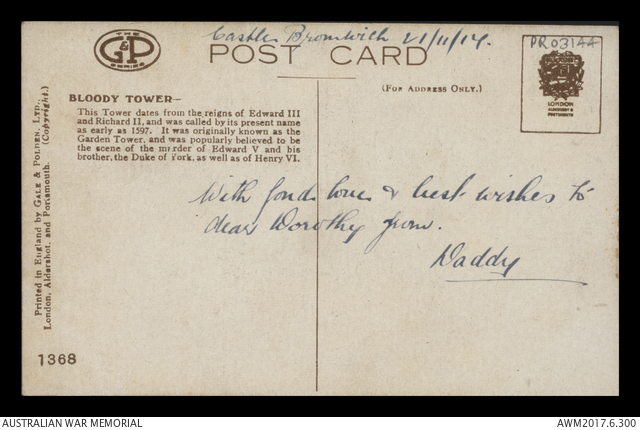 Castle Bromwich 21/11/17.
THE
G&P
SERIES
POST CARD
PR03144
LONDON
ALDERSHOT &
PORTSMOUTH
(FOR ADDRESS ONLY.)
BLOODY TOWER—
This Tower dates from the reigns of Edward III
and Richard II, and was called by its present name
as early as 1597. It was originally known as the
Garden Tower, and was popularly believed to
be the scene of the murder of Edward V and his
brother, the Duke of York, as well as of Henry VI.
With fond love & best wishes to
dear Dorothy from.
Daddy
Printed in England by GALE & POLDEN, LTD.,
London, Aldershot, and Portsmouth. (Copyright.)
1368
AUSTRALIAN WAR MEMORIAL
AWM2017.6.300